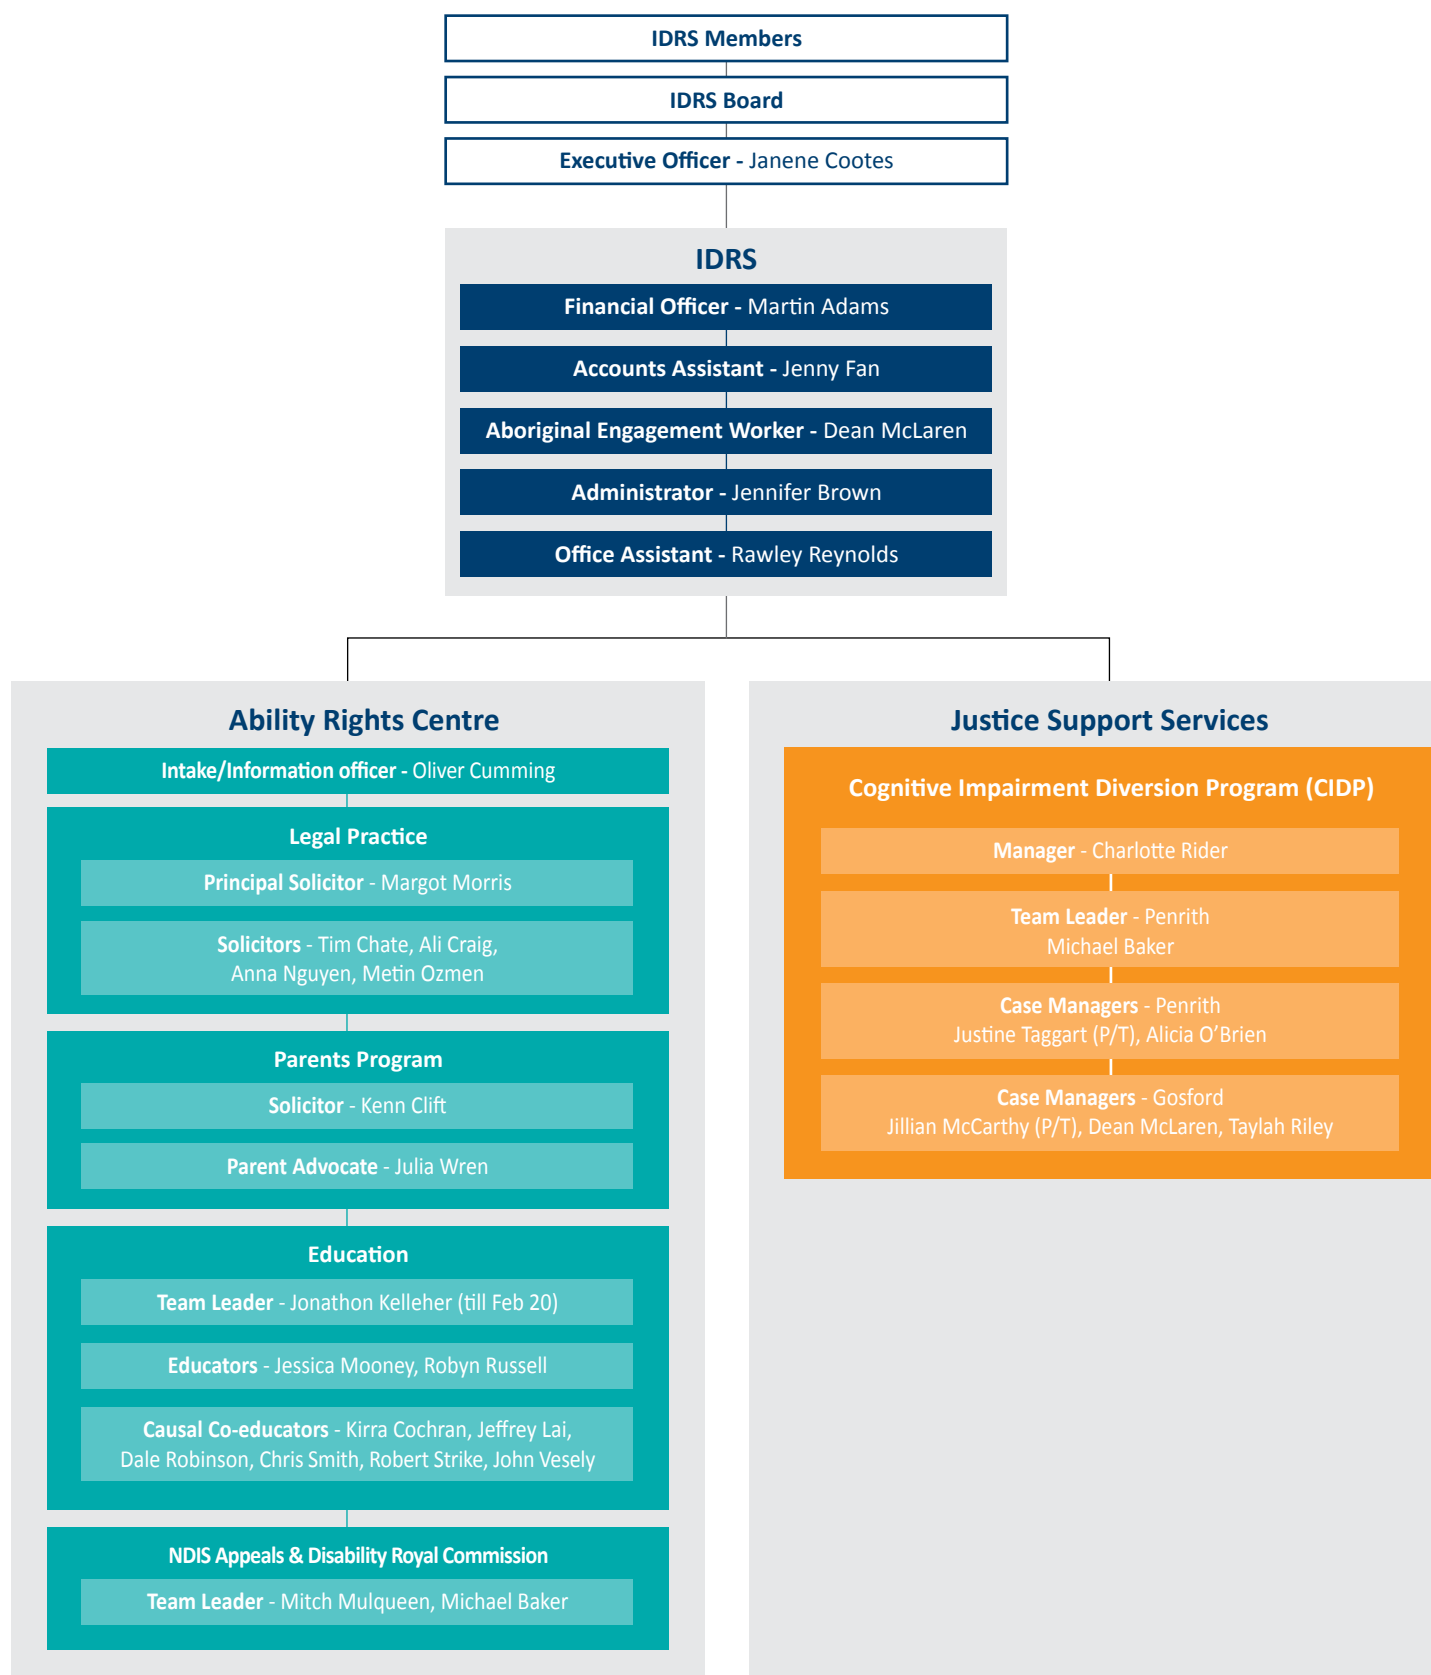 IDRS Members
IDRS Board
Executive Officer - Janene Cootes
IDRS
Financial Officer - Martin Adams
Accounts Assistant - Jenny Fan
Aboriginal Engagement Worker - Dean McLaren
Administrator - Jennifer Brown
Office Assistant - Rawley Reynolds
Ability Rights Centre
Intake/Information officer - Oliver Cumming
Legal Practice
Principal Solicitor - Margot Morris
Solicitors - Tim Chate, Ali Craig,
Anna Nguyen, Metin Ozmen
Parents Program
Solicitor - Kenn Clift
Parent Advocate - Julia Wren
Education
Team Leader - Jonathon Kelleher (till Feb 20)
Educators - Jessica Mooney, Robyn Russell
Causal Co-educators - Kirra Cochran, Jeffrey Lai,
Dale Robinson, Chris Smith, Robert Strike, John Vesely
NDIS Appeals & Disability Royal Commission
Team Leader - Mitch Mulqueen, Michael Baker
Justice Support Services
Cognitive Impairment Diversion Program (CIDP)
Manager - Charlotte Rider
Team Leader - Penrith
Michael Baker
Case Managers - Penrith
Justine Taggart (P/T), Alicia O’Brien
Case Managers - Gosford
Jillian McCarthy (P/T), Dean McLaren, Taylah Riley